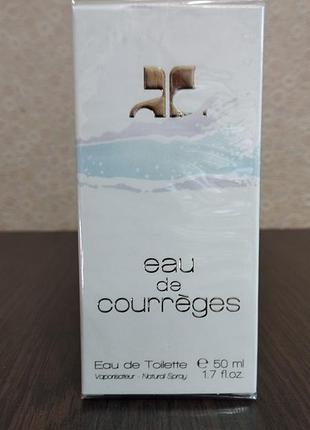 eau
de
courrèges
Eau de Toilette ℮ 50 ml
Vaporisateur - Natural Spray 1.7 fl.oz.